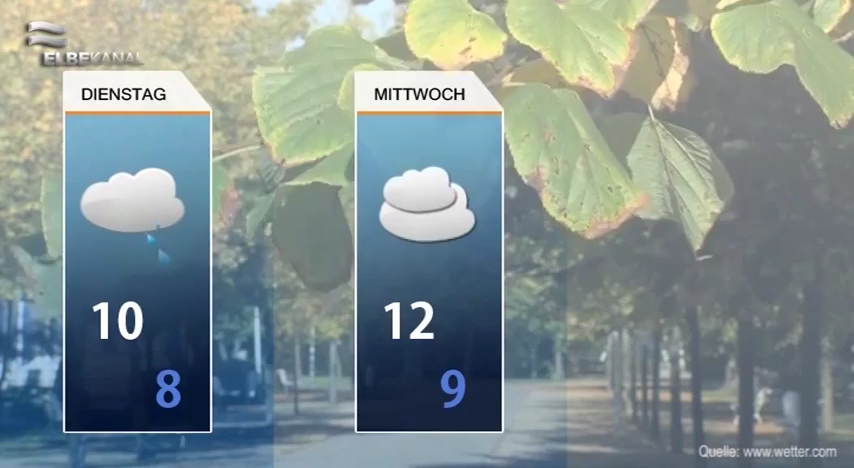 ELBEKANAL
DIENSTAG
MITTWOCH
10
8
12
9
Quelle: www.wetter.com